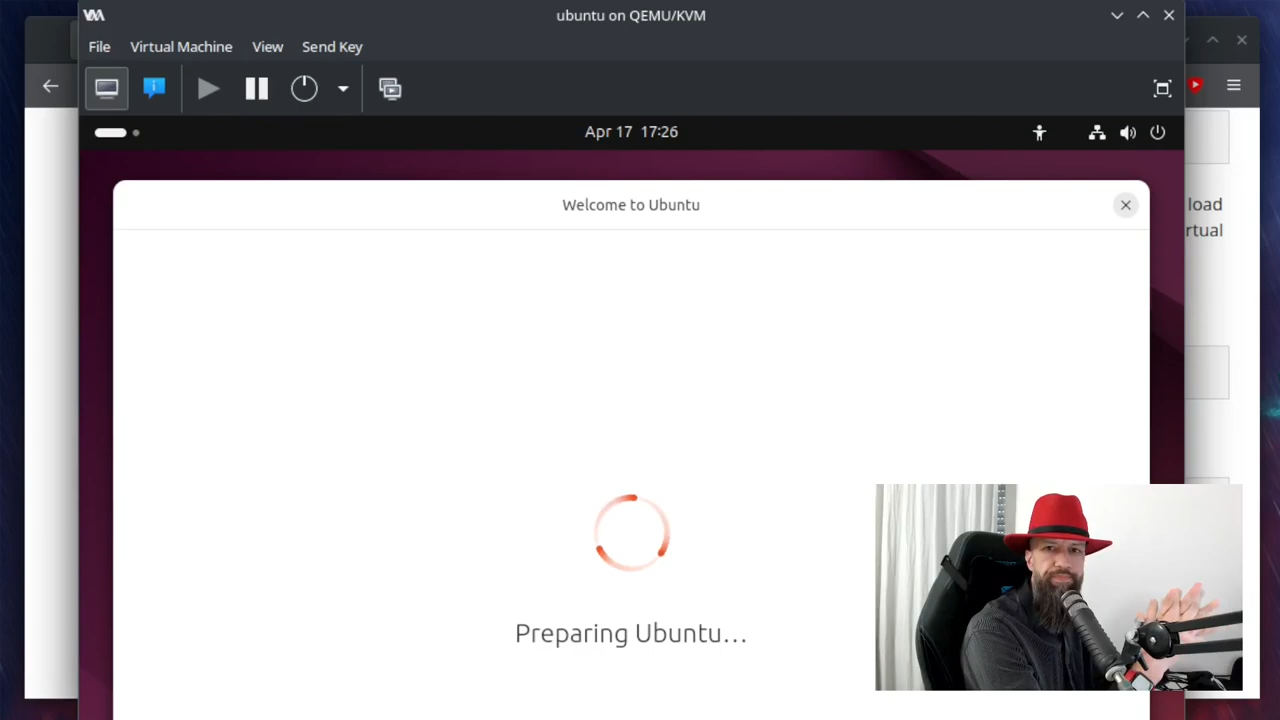 ubuntu on QEMU/KVM
File Virtual Machine View Send Key
Apr 17 17:26
Welcome to Ubuntu
load
rtual
Preparing Ubuntu...